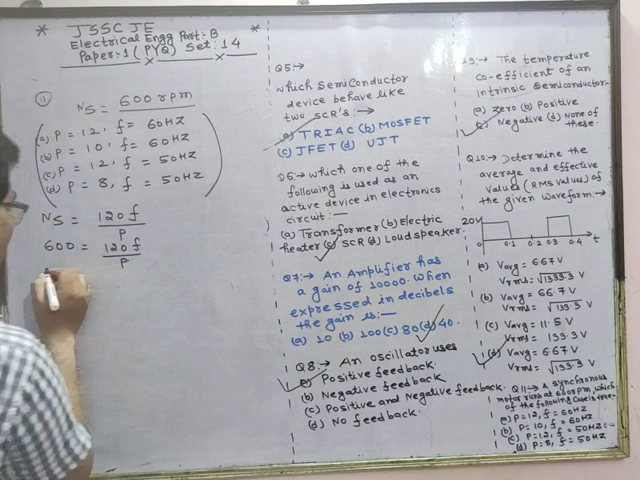 * JSSC JE *
Electrical Engg Part:-B
Paper:-1 (PYQ) Set:14
①
NS = 600 rpm
(a) P = 12, f = 60HZ
(b) P = 10, f = 60HZ
(c) P = 12, f = 50HZ
(d) P = 8, f = 50HZ
NS = 120f
P
600 = 120f
P
Q5:→
which semiconductor
device behave like
two SCR's:→
a) TRIAC (b) MOSFET
(c) JFET (d) UJT
Q6:→ which one of the
following is used as an
active device in electronics
circuit:—
(a) Transformer (b) Electric
heater (c) SCR (d) Loudspeaker.
Q7:→ An Amplifier has
a gain of 10000. when
expressed in decibels
the gain is:—
(a) 10 (b) 100 (c) 80 (d) 40.
Q8:→ An oscillator uses
(a) Positive feedback.
(b) Negative feedback
(c) Positive and Negative feedback.
(d) No feedback.
Q9:→ The temperature
co-efficient of an
intrinsic semiconductor.
(a) zero (b) Positive
(c) Negative (d) None of
these.
Q10:→ Determine the
average and effective
values (RMS values) of
the given waveform:→
20V
0 0.1 0.2 0.3 0.4 t
(a) Vavg = 6.67V
Vrms = √1333.3 V
(b) Vavg = 66.7V
Vrms = √133.3 V
(c) Vavg = 11.5 V
Vrms = 133.3 V
(d) Vavg = 6.67V
Vrms = √133.3 V
Q11:→ A synchronous
motor runs at 600 rpm, which
of the following case is true-
(a) P=12, f = 60HZ
(b) P=10, f = 60HZ
(c) P=12, f = 50HZ
(d) P=8, f = 50HZ